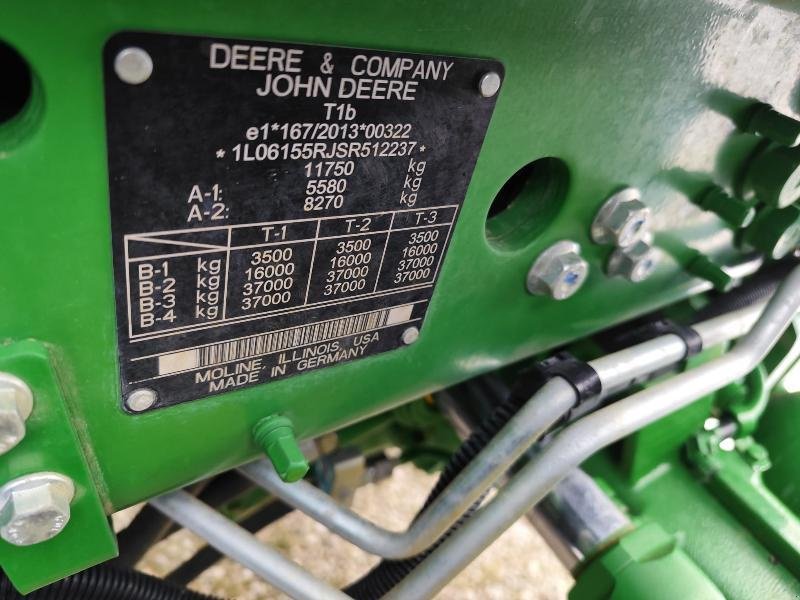 DEERE & COMPANY
JOHN DEERE
T1b
e1*167/2013*00322
* 1L06155RJSR512237 *
11750 kg
A-1: 5580 kg
A-2: 8270 kg
T-1 T-2 T-3
B-1 kg 3500 3500 3500
B-2 kg 16000 16000 16000
B-3 kg 37000 37000 37000
B-4 kg 37000 37000 37000
MOLINE, ILLINOIS, USA
MADE IN GERMANY